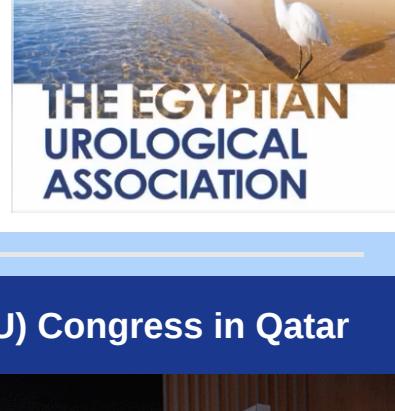 THE EGYPTIAN
UROLOGICAL
ASSOCIATION
U) Congress in Qatar